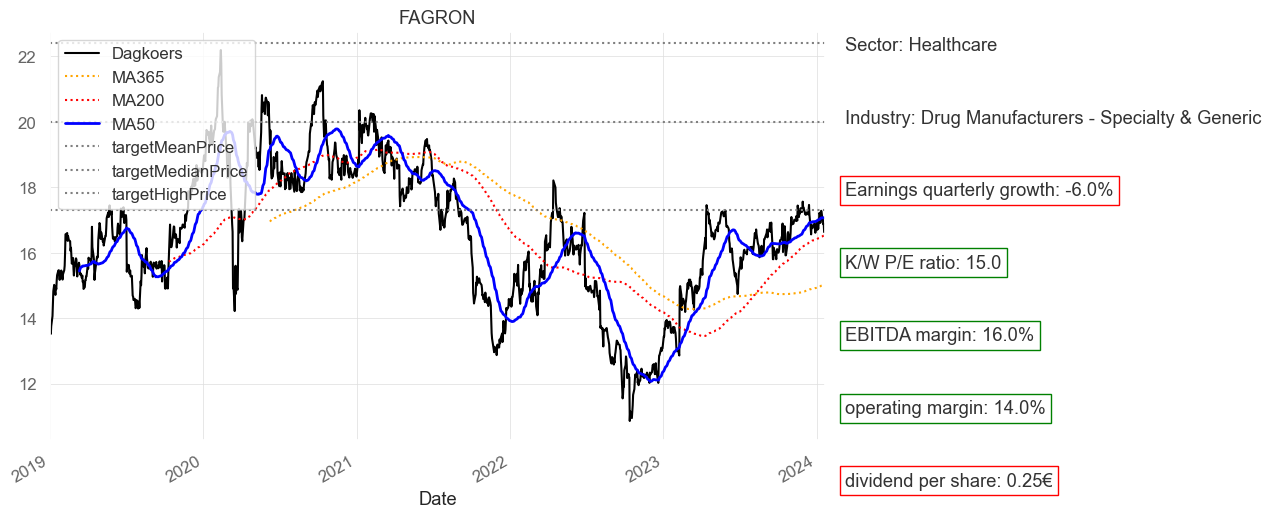 FAGRON
22
20
18
16
14
12
Dagkoers
MA365
MA200
MA50
targetMeanPrice
targetMedianPrice
targetHighPrice
2019
2020
2021
2022
2023
2024
Date
Sector: Healthcare
Industry: Drug Manufacturers - Specialty & Generic
Earnings quarterly growth: -6.0%
K/W P/E ratio: 15.0
EBITDA margin: 16.0%
operating margin: 14.0%
dividend per share: 0.25€